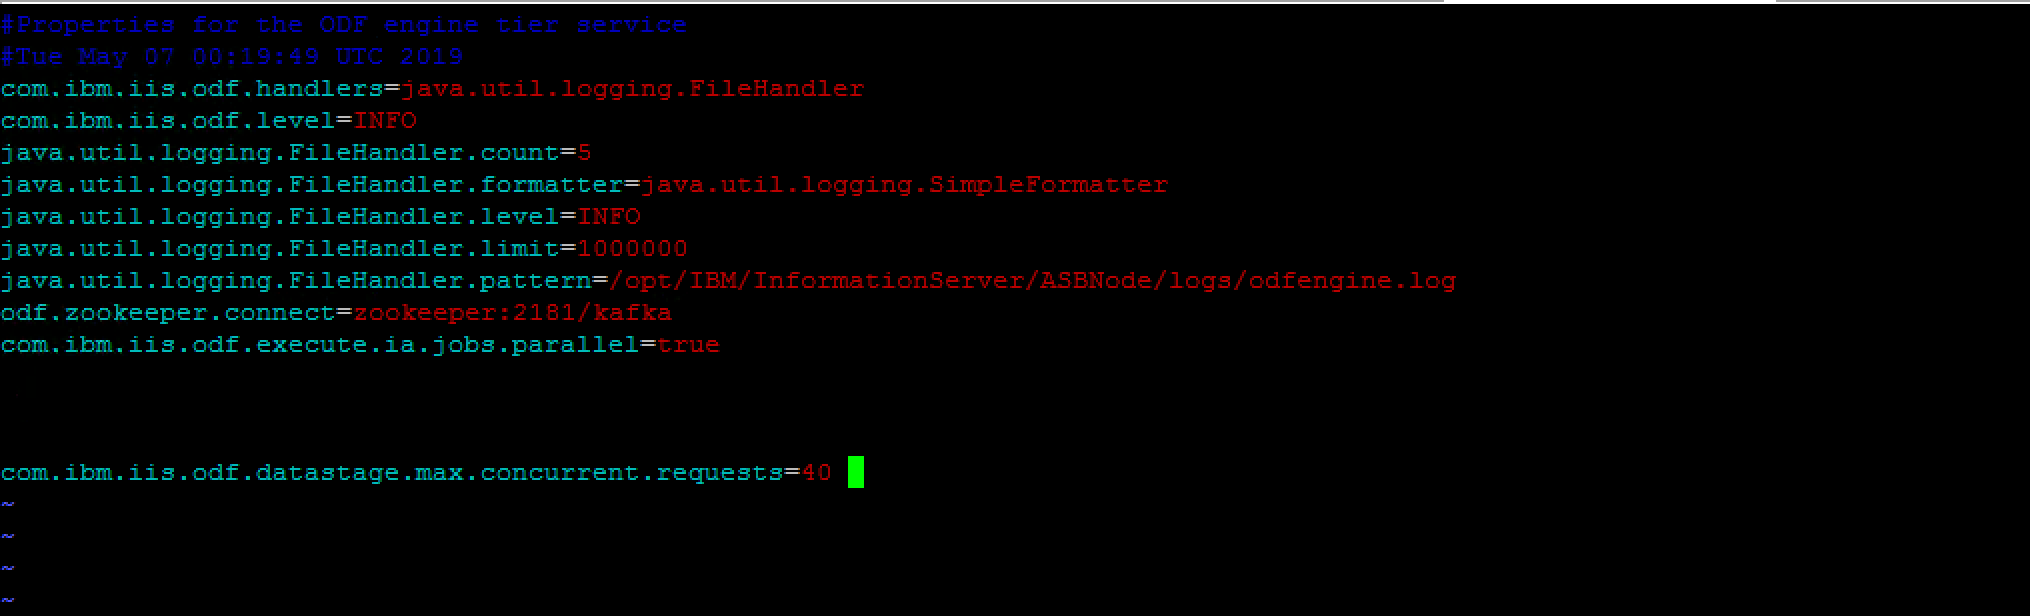 #Properties for the ODF engine tier service
#Tue May 07 00:19:49 UTC 2019
com.ibm.iis.odf.handlers=java.util.logging.FileHandler
com.ibm.iis.odf.level=INFO
java.util.logging.FileHandler.count=5
java.util.logging.FileHandler.formatter=java.util.logging.SimpleFormatter
java.util.logging.FileHandler.level=INFO
java.util.logging.FileHandler.limit=1000000
java.util.logging.FileHandler.pattern=/opt/IBM/InformationServer/ASBNode/logs/odfengine.log
odf.zookeeper.connect=zookeeper:2181/kafka
com.ibm.iis.odf.execute.ia.jobs.parallel=true
com.ibm.iis.odf.datastage.max.concurrent.requests=40
~
~
~
~